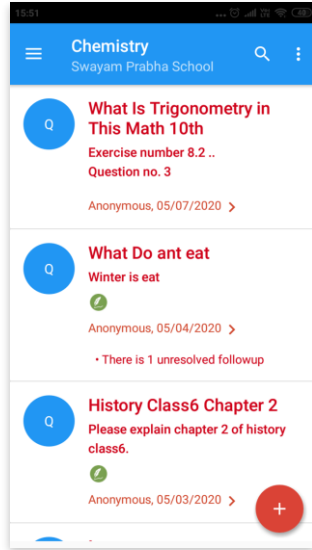 15:51
Chemistry
Swayam Prabha School
Q
What Is Trigonometry in
This Math 10th
Exercise number 8.2 ..
Question no. 3
Anonymous, 05/07/2020
Q
What Do ant eat
Winter is eat
Anonymous, 05/04/2020
• There is 1 unresolved followup
Q
History Class6 Chapter 2
Please explain chapter 2 of history
class6.
Anonymous, 05/03/2020